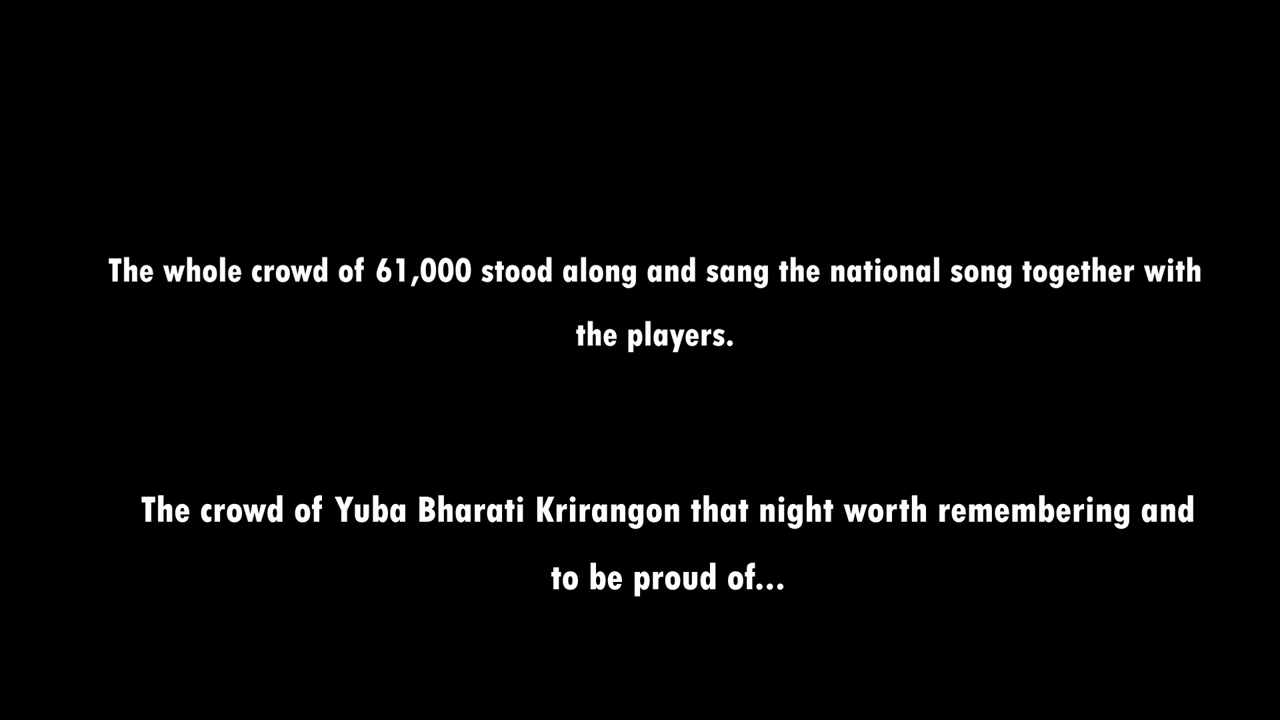 The whole crowd of 61,000 stood along and sang the national song together with
the players.
The crowd of Yuba Bharati Krirangon that night worth remembering and
to be proud of...